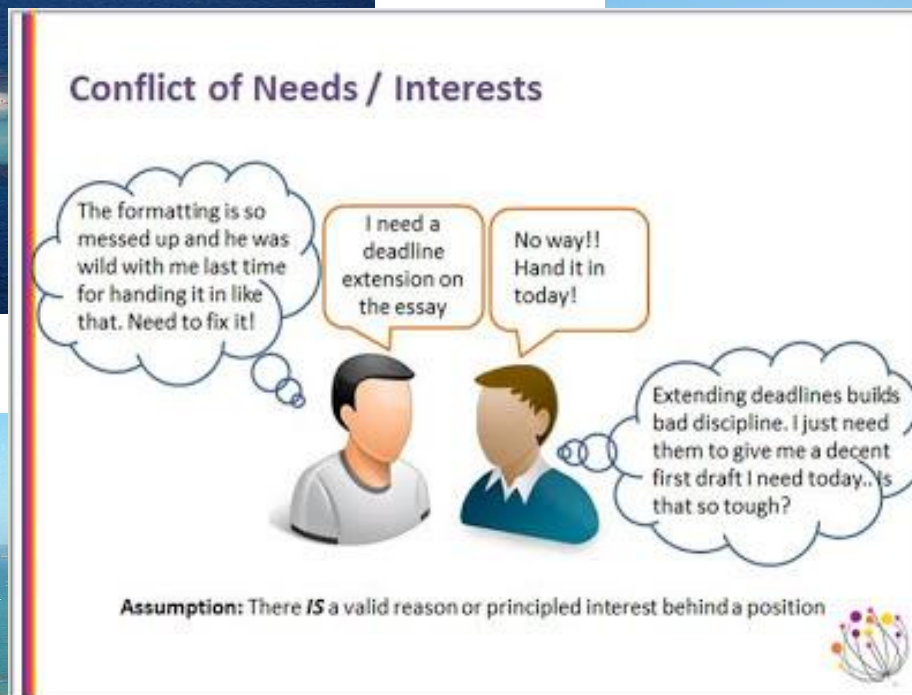 Conflict of Needs / Interests
The formatting is so
messed up and he was
wild with me last time
for handing it in like
that. Need to fix it!
I need a
deadline
extension on
the essay
No way!!
Hand it in
today!
Extending deadlines builds
bad discipline. I just need
them to give me a decent
first draft I need today.. Is
that so tough?
Assumption: There IS a valid reason or principled interest behind a position